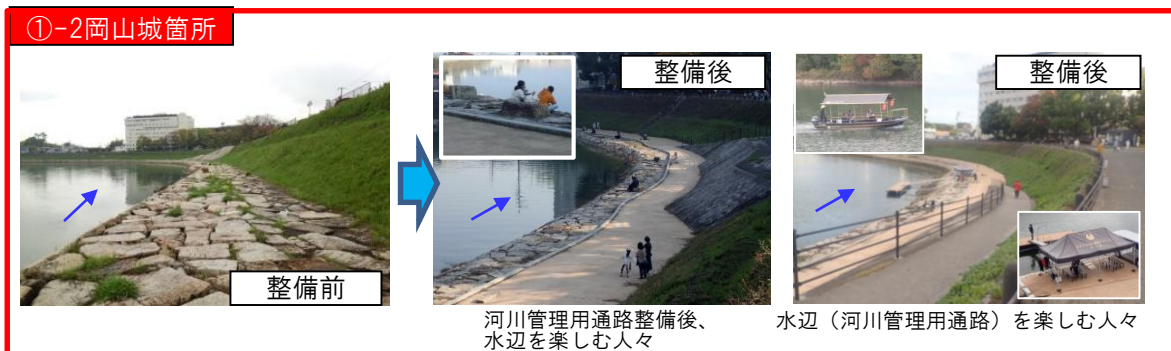 ①-2岡山城箇所
整備前
整備後
整備後
河川管理用通路整備後、
水辺を楽しむ人々
水辺（河川管理用通路）を楽しむ人々